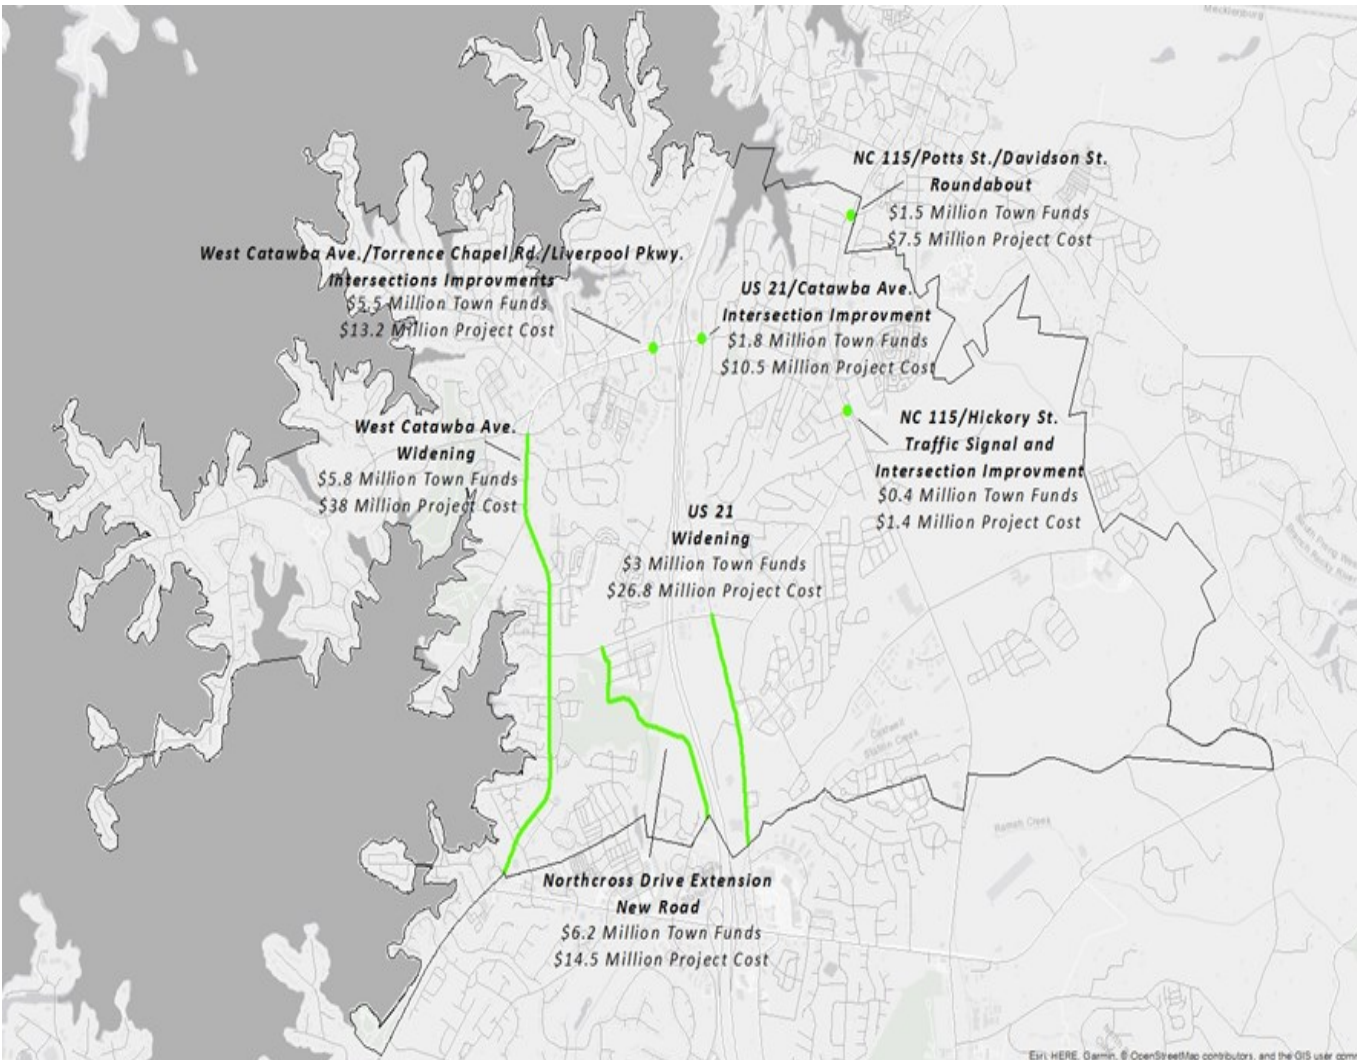 Mecklenburg
NC 115/Potts St./Davidson St.
Roundabout
$1.5 Million Town Funds
$7.5 Million Project Cost
West Catawba Ave./Torrence Chapel Rd./Liverpool Pkwy.
Intersections Improvments
$5.5 Million Town Funds
$13.2 Million Project Cost
US 21/Catawba Ave.
Intersection Improvment
$1.8 Million Town Funds
$10.5 Million Project Cost
NC 115/Hickory St.
Traffic Signal and
Intersection Improvment
$0.4 Million Town Funds
$1.4 Million Project Cost
West Catawba Ave.
Widening
$5.8 Million Town Funds
$38 Million Project Cost
US 21
Widening
$3 Million Town Funds
$26.8 Million Project Cost
Caldwell
Station Creek
Ramah Creek
Northcross Drive Extension
New Road
$6.2 Million Town Funds
$14.5 Million Project Cost
Esri, HERE, Garmin, © OpenStreetMap contributors, and the GIS user com